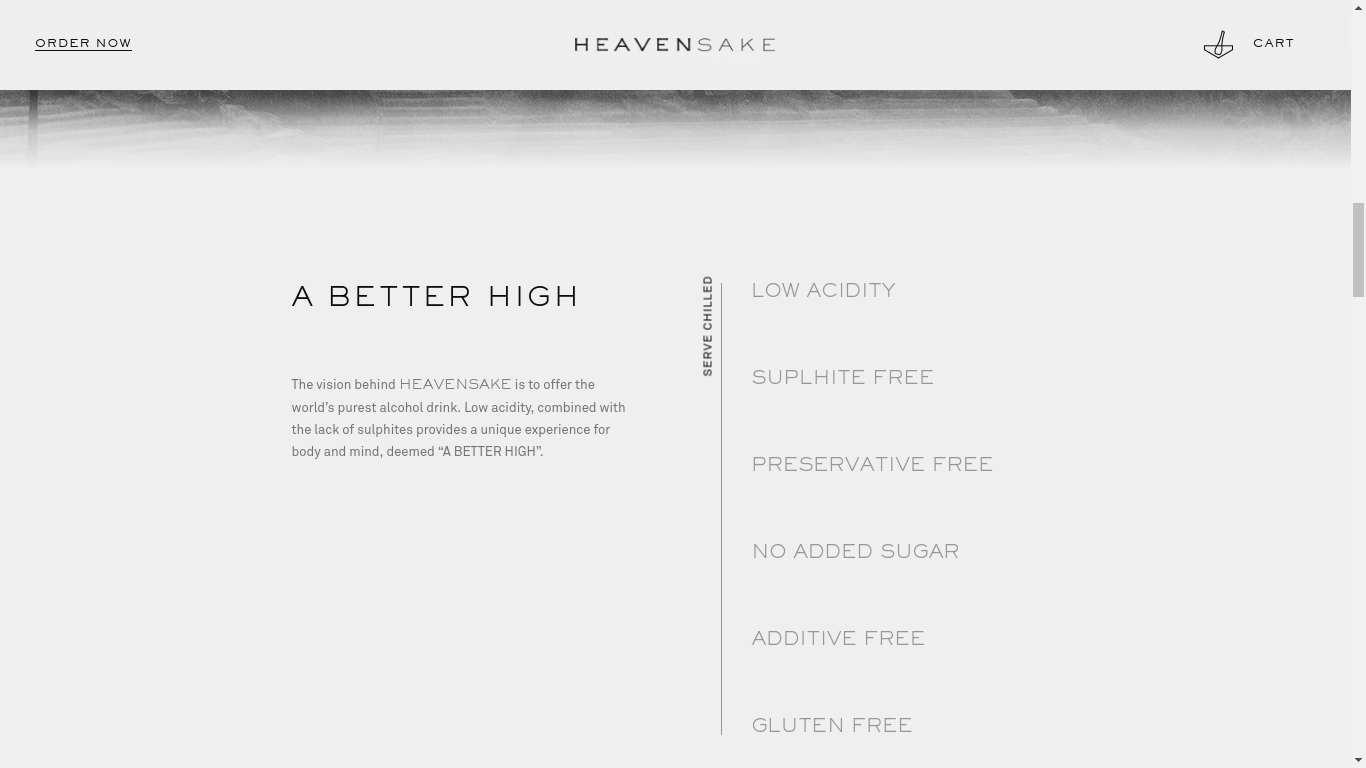 ORDER NOW
HEAVENSAKE
CART
A BETTER HIGH
The vision behind HEAVENSAKE is to offer the
world’s purest alcohol drink. Low acidity, combined with
the lack of sulphites provides a unique experience for
body and mind, deemed “A BETTER HIGH”.
SERVE CHILLED
LOW ACIDITY
SUPLHITE FREE
PRESERVATIVE FREE
NO ADDED SUGAR
ADDITIVE FREE
GLUTEN FREE